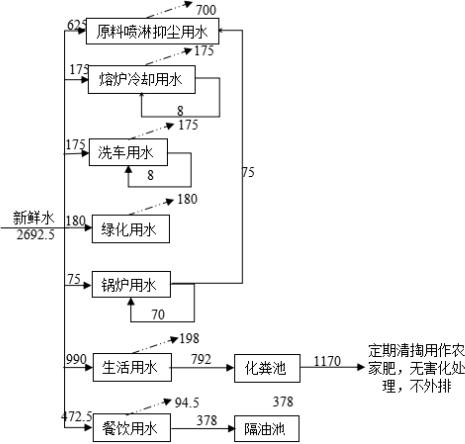 700
625
原料喷淋抑尘用水
175
175
熔炉冷却用水
8
175
175
洗车用水
8
75
180
新鲜水
2692.5
180
绿化用水
75
锅炉用水
70
198
990
生活用水
792
化粪池
1170
定期清掏用作农
家肥，无害化处
理，不外排
94.5
378
472.5
餐饮用水
378
隔油池